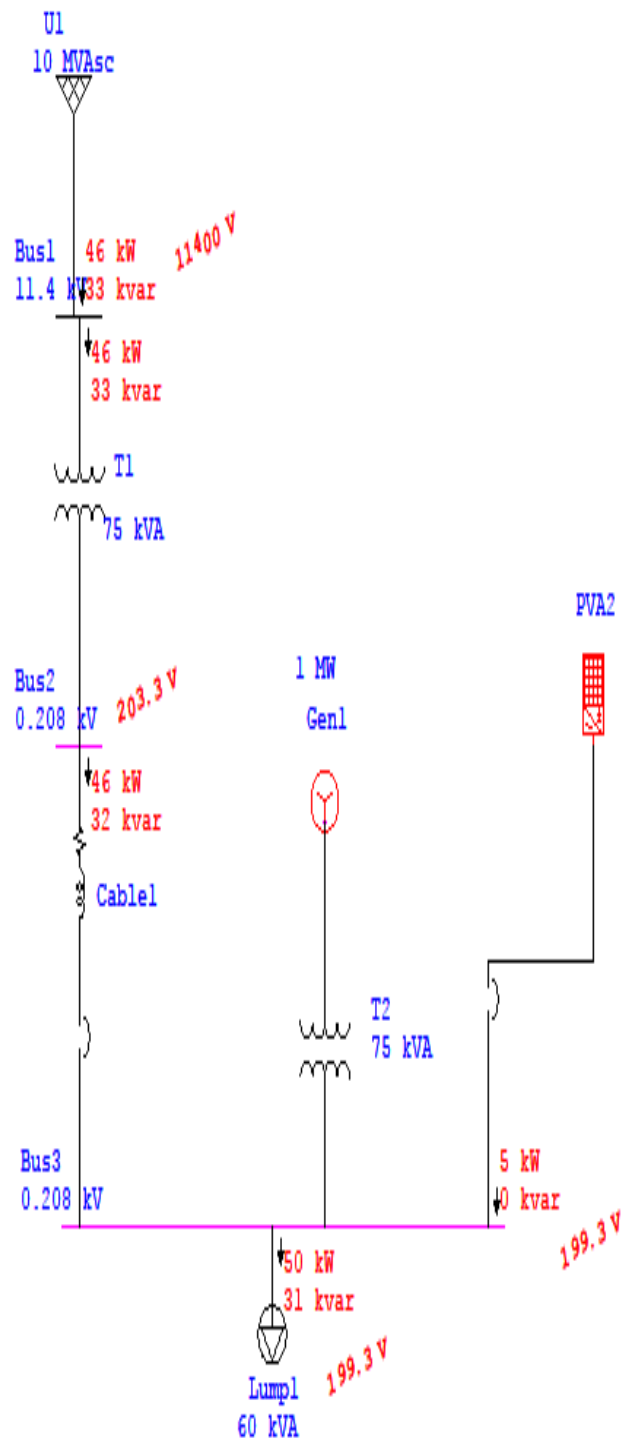 U1
10 MVAsc
Bus1
11.4 kV
46 kW
33 kvar
11400 V
46 kW
33 kvar
T1
75 kVA
Bus2
0.208 kV
203.3 V
46 kW
32 kvar
Cable1
1 MW
Gen1
PVA2
T2
75 kVA
Bus3
0.208 kV
5 kW
0 kvar
199.3 V
50 kW
31 kvar
Lump1
60 kVA
199.3 V